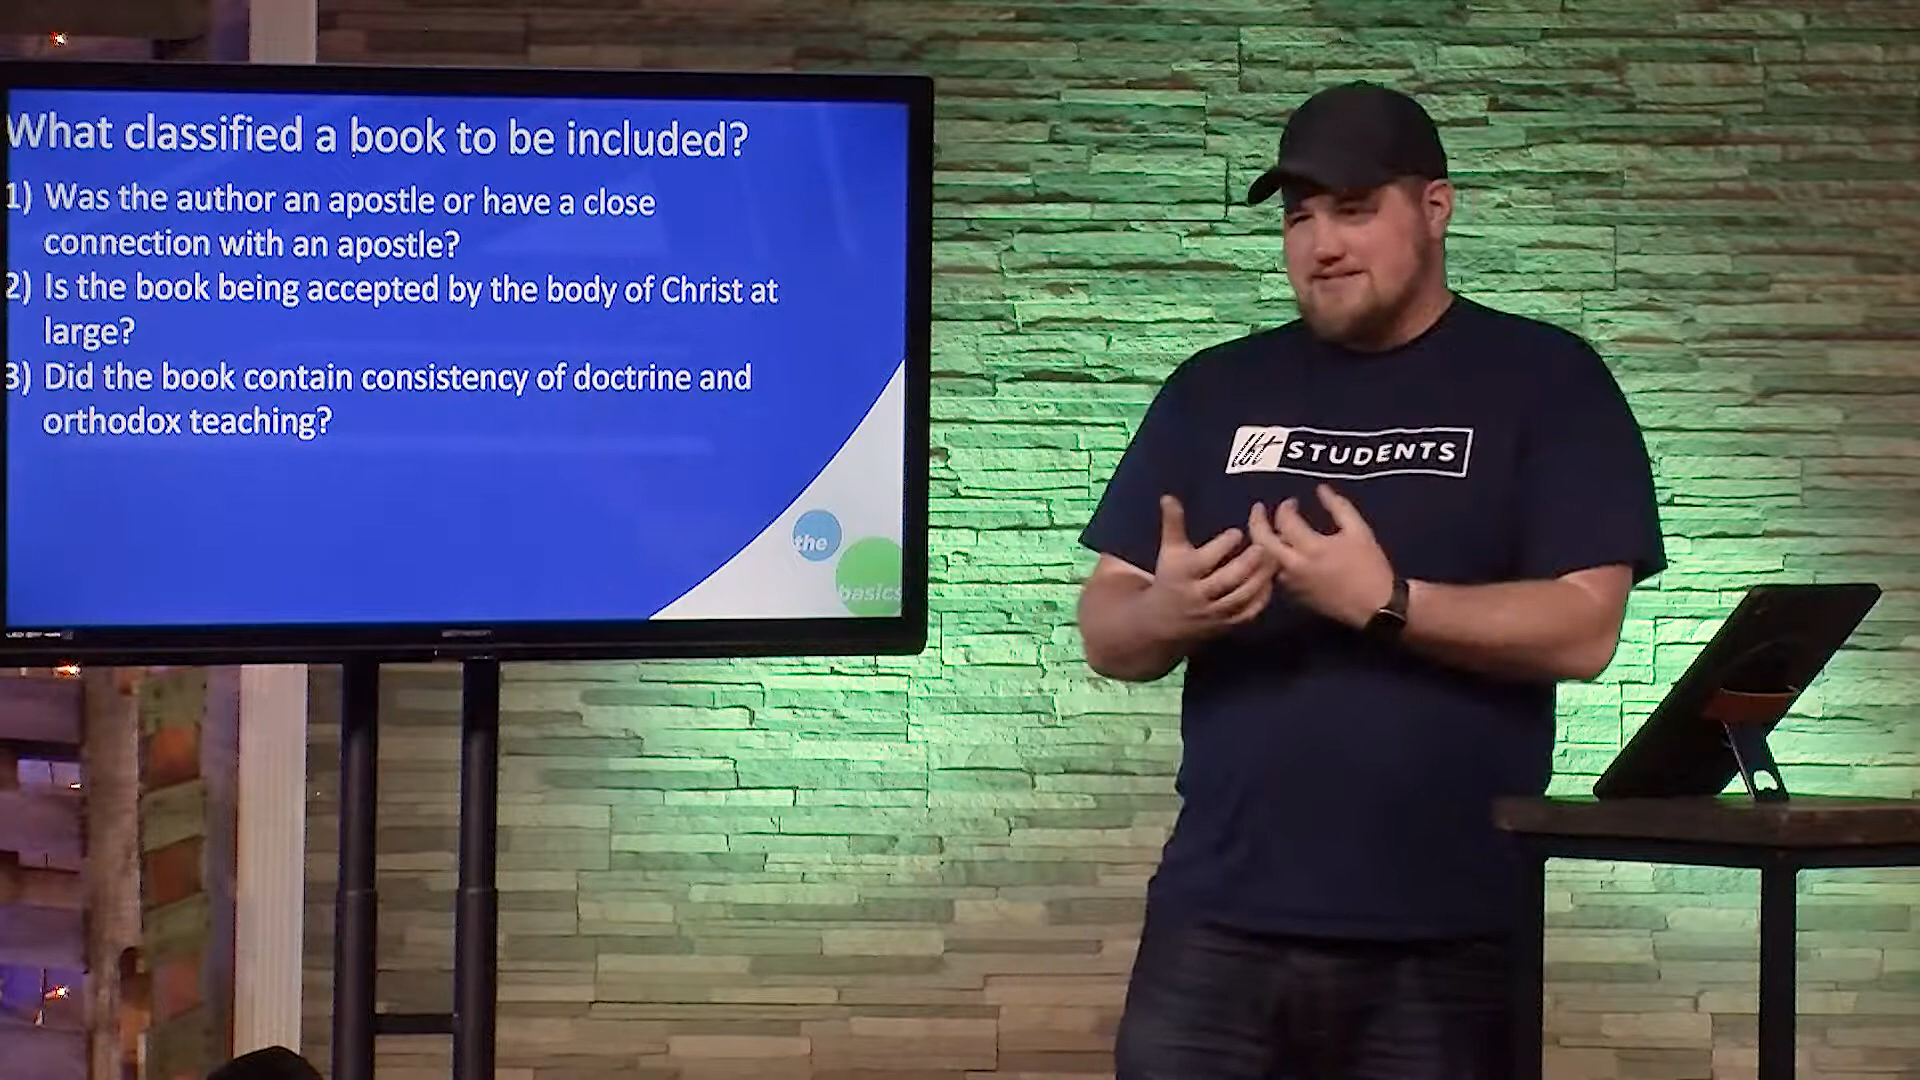 What classified a book to be included?
1) Was the author an apostle or have a close
connection with an apostle?
2) Is the book being accepted by the body of Christ at
large?
3) Did the book contain consistency of doctrine and
orthodox teaching?
the
basics
STUDENTS